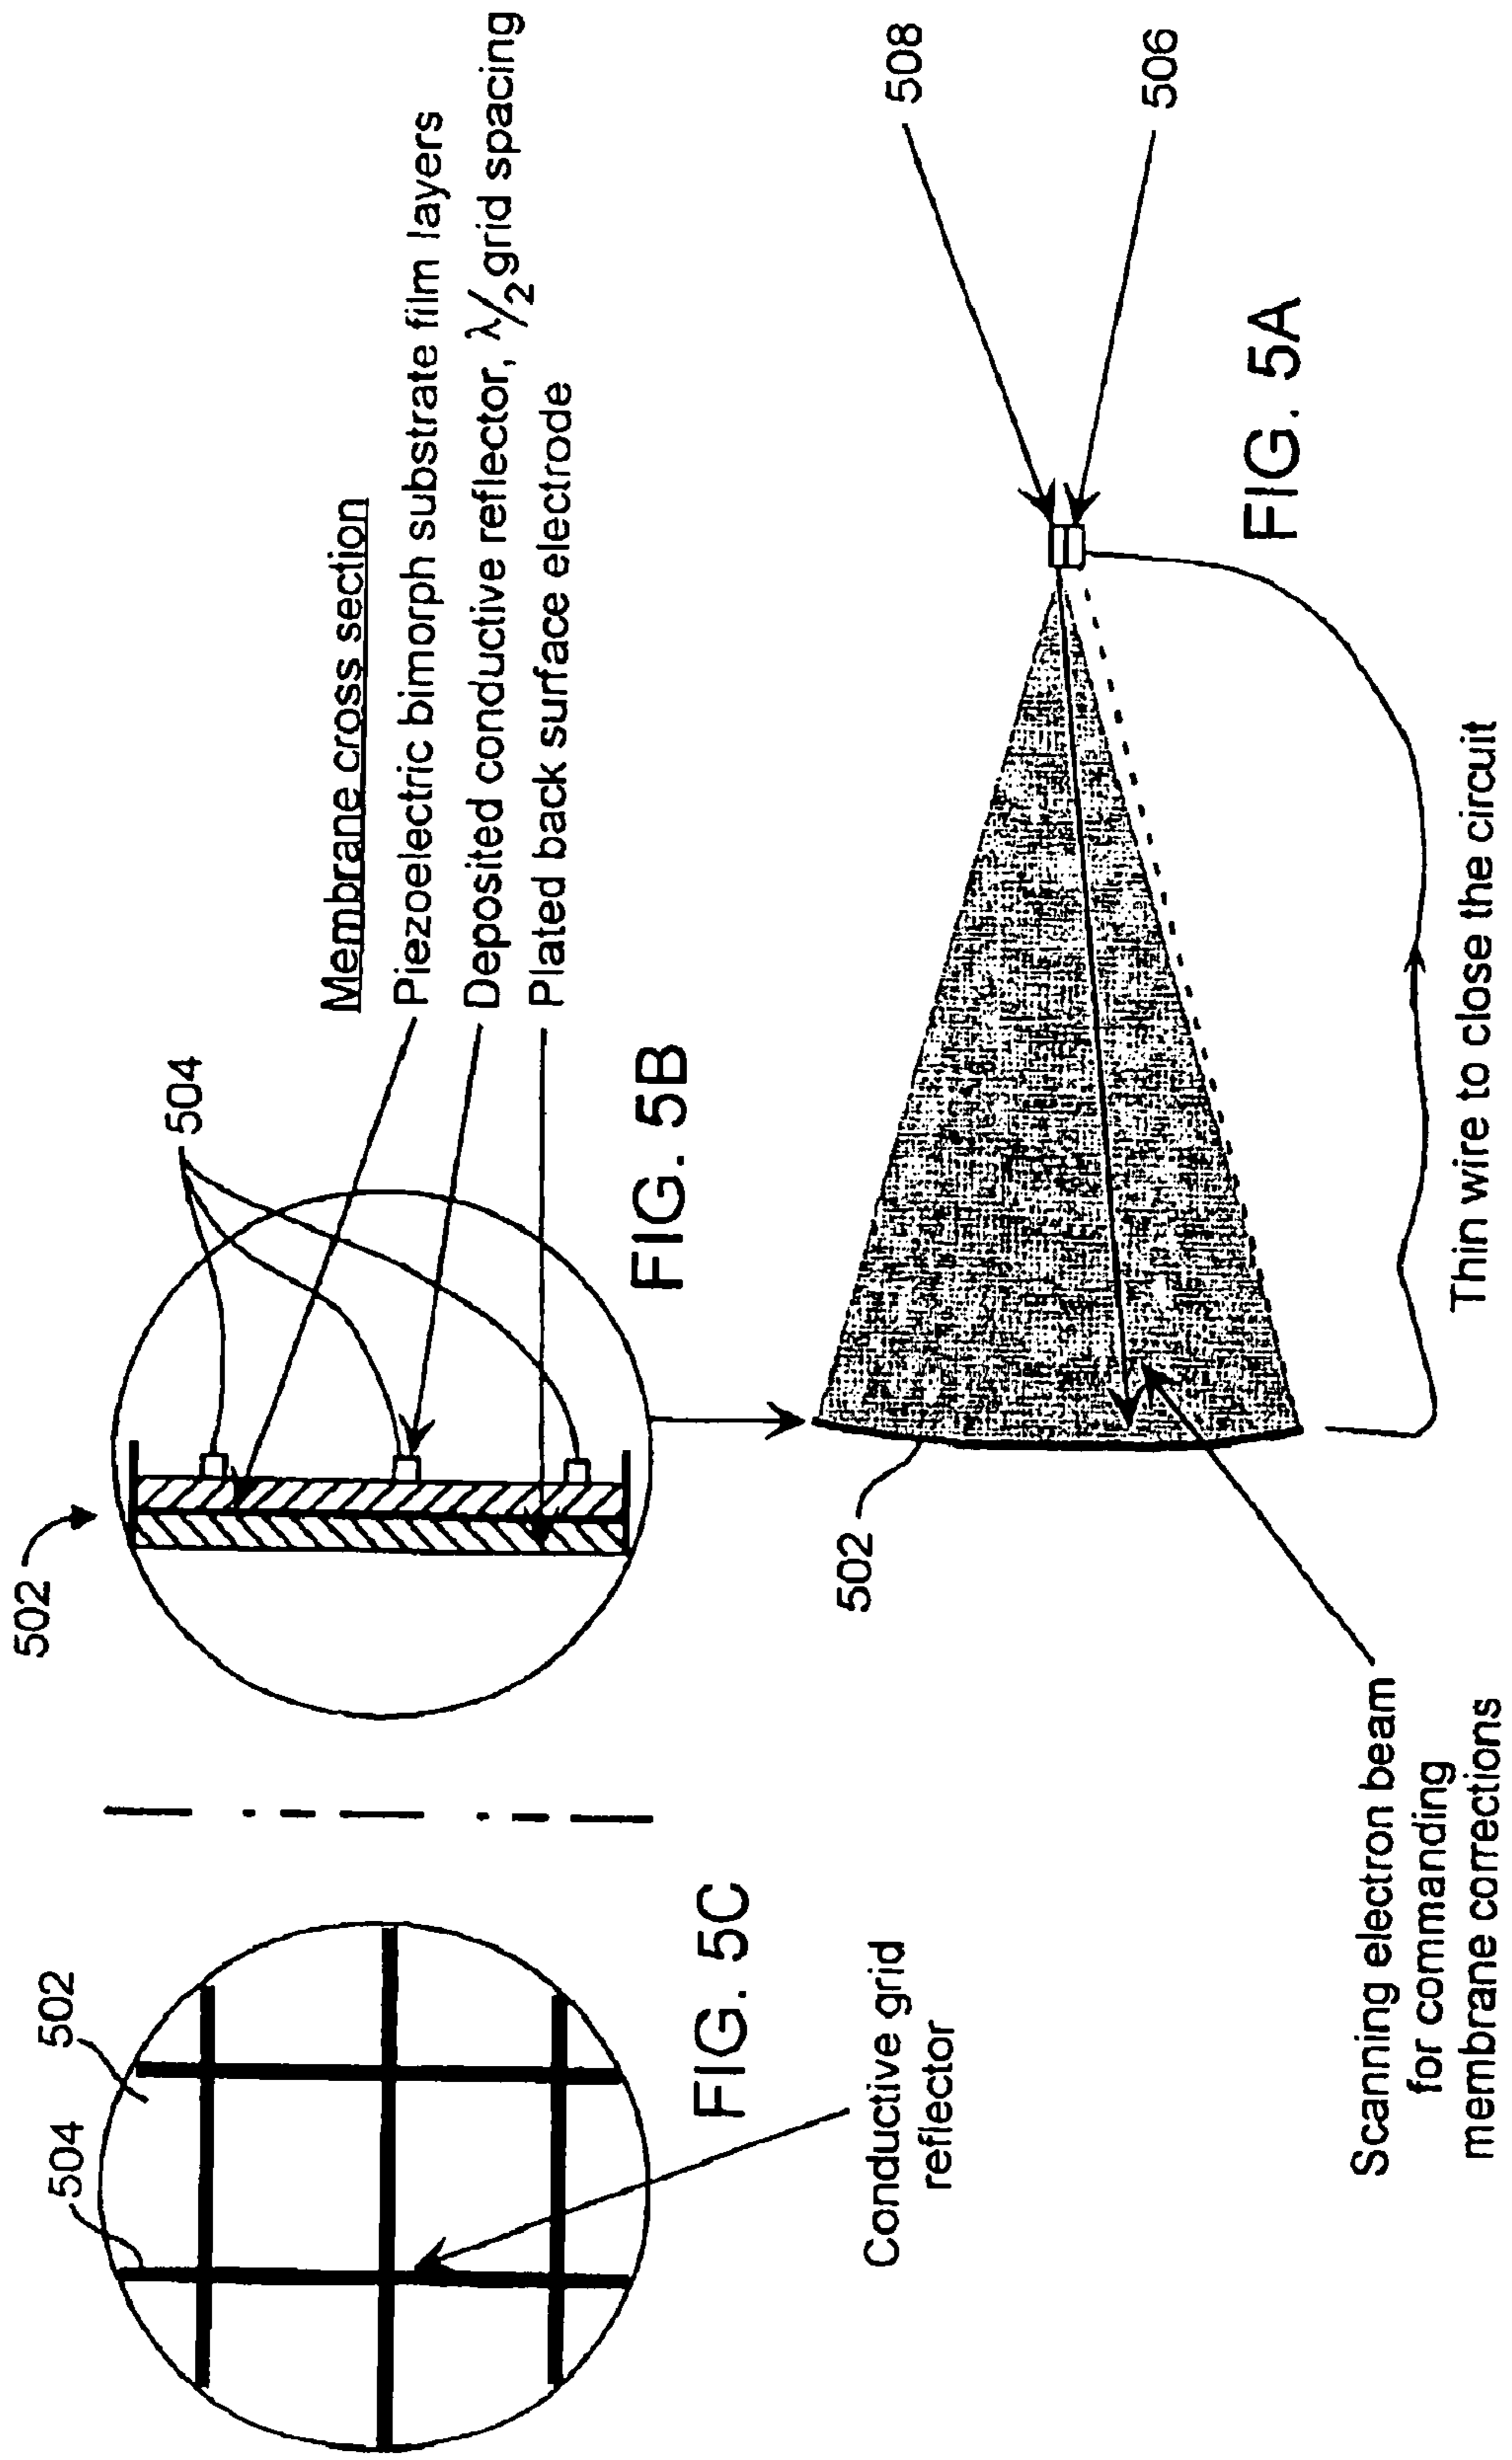 502
504
Membrane cross section
Piezoelectric bimorph substrate film layers
Deposited conductive reflector, λ/2 grid spacing
Plated back surface electrode
FIG. 5B
504
502
FIG. 5C
Conductive grid
reflector
508
506
502
FIG. 5A
Thin wire to close the circuit
Scanning electron beam
for commanding
membrane corrections